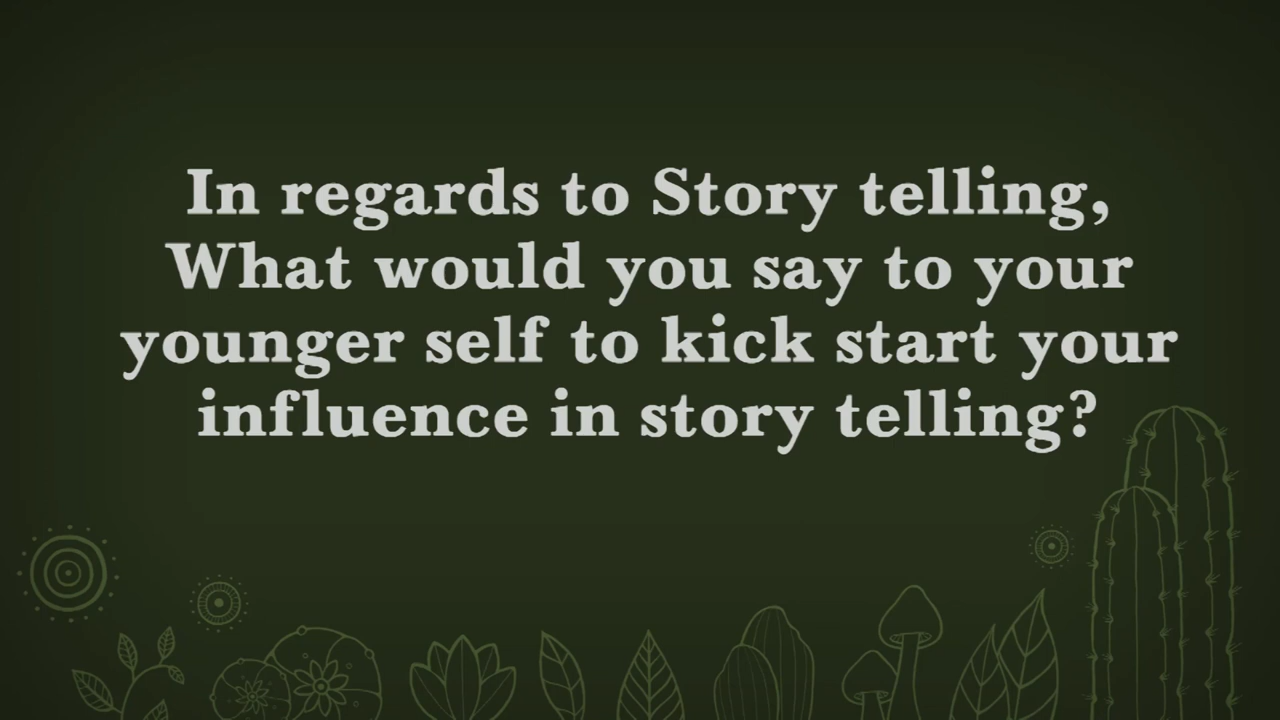 In regards to Story telling,
What would you say to your
younger self to kick start your
influence in story telling?